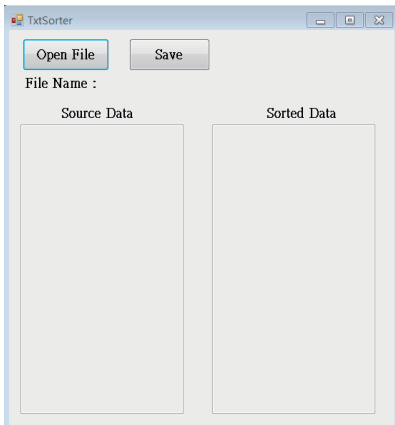 TxtSorter
Open File Save
File Name :
Source Data Sorted Data